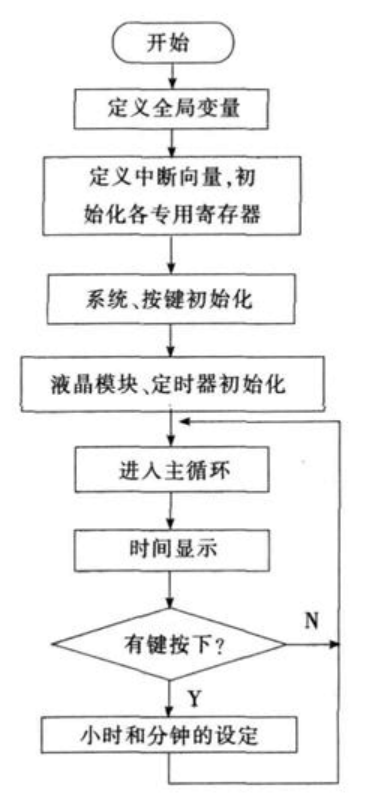 开始
定义全局变量
定义中断向量,初
始化各专用寄存器
系统、按键初始化
液晶模块、定时器初始化
进入主循环
时间显示
有键按下?
N
Y
小时和分钟的设定